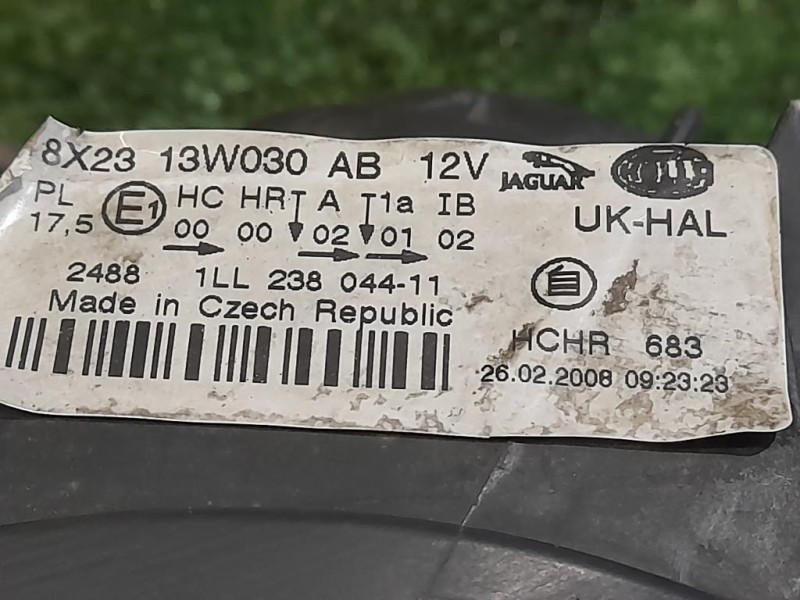 8X23 13W030 AB 12V JAGUAR HELLA
PL E1 HC HR A 1a IB UK-HAL
17,5 00 00 02 01 02
2488 1LL 238 044-11
Made in Czech Republic
HCHR 683
26.02.2008 09:23:23